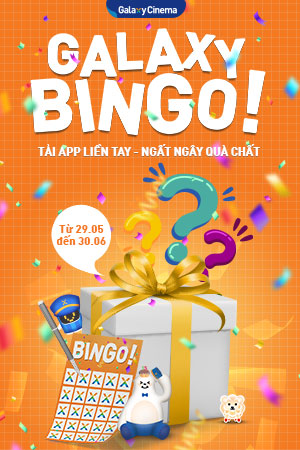 Galaxy Cinema
GALAXY
BINGO!
TẢI APP LIỀN TAY - NGẤT NGÂY QUÀ CHẤT
Từ 29.05
đến 30.06
BINGO!